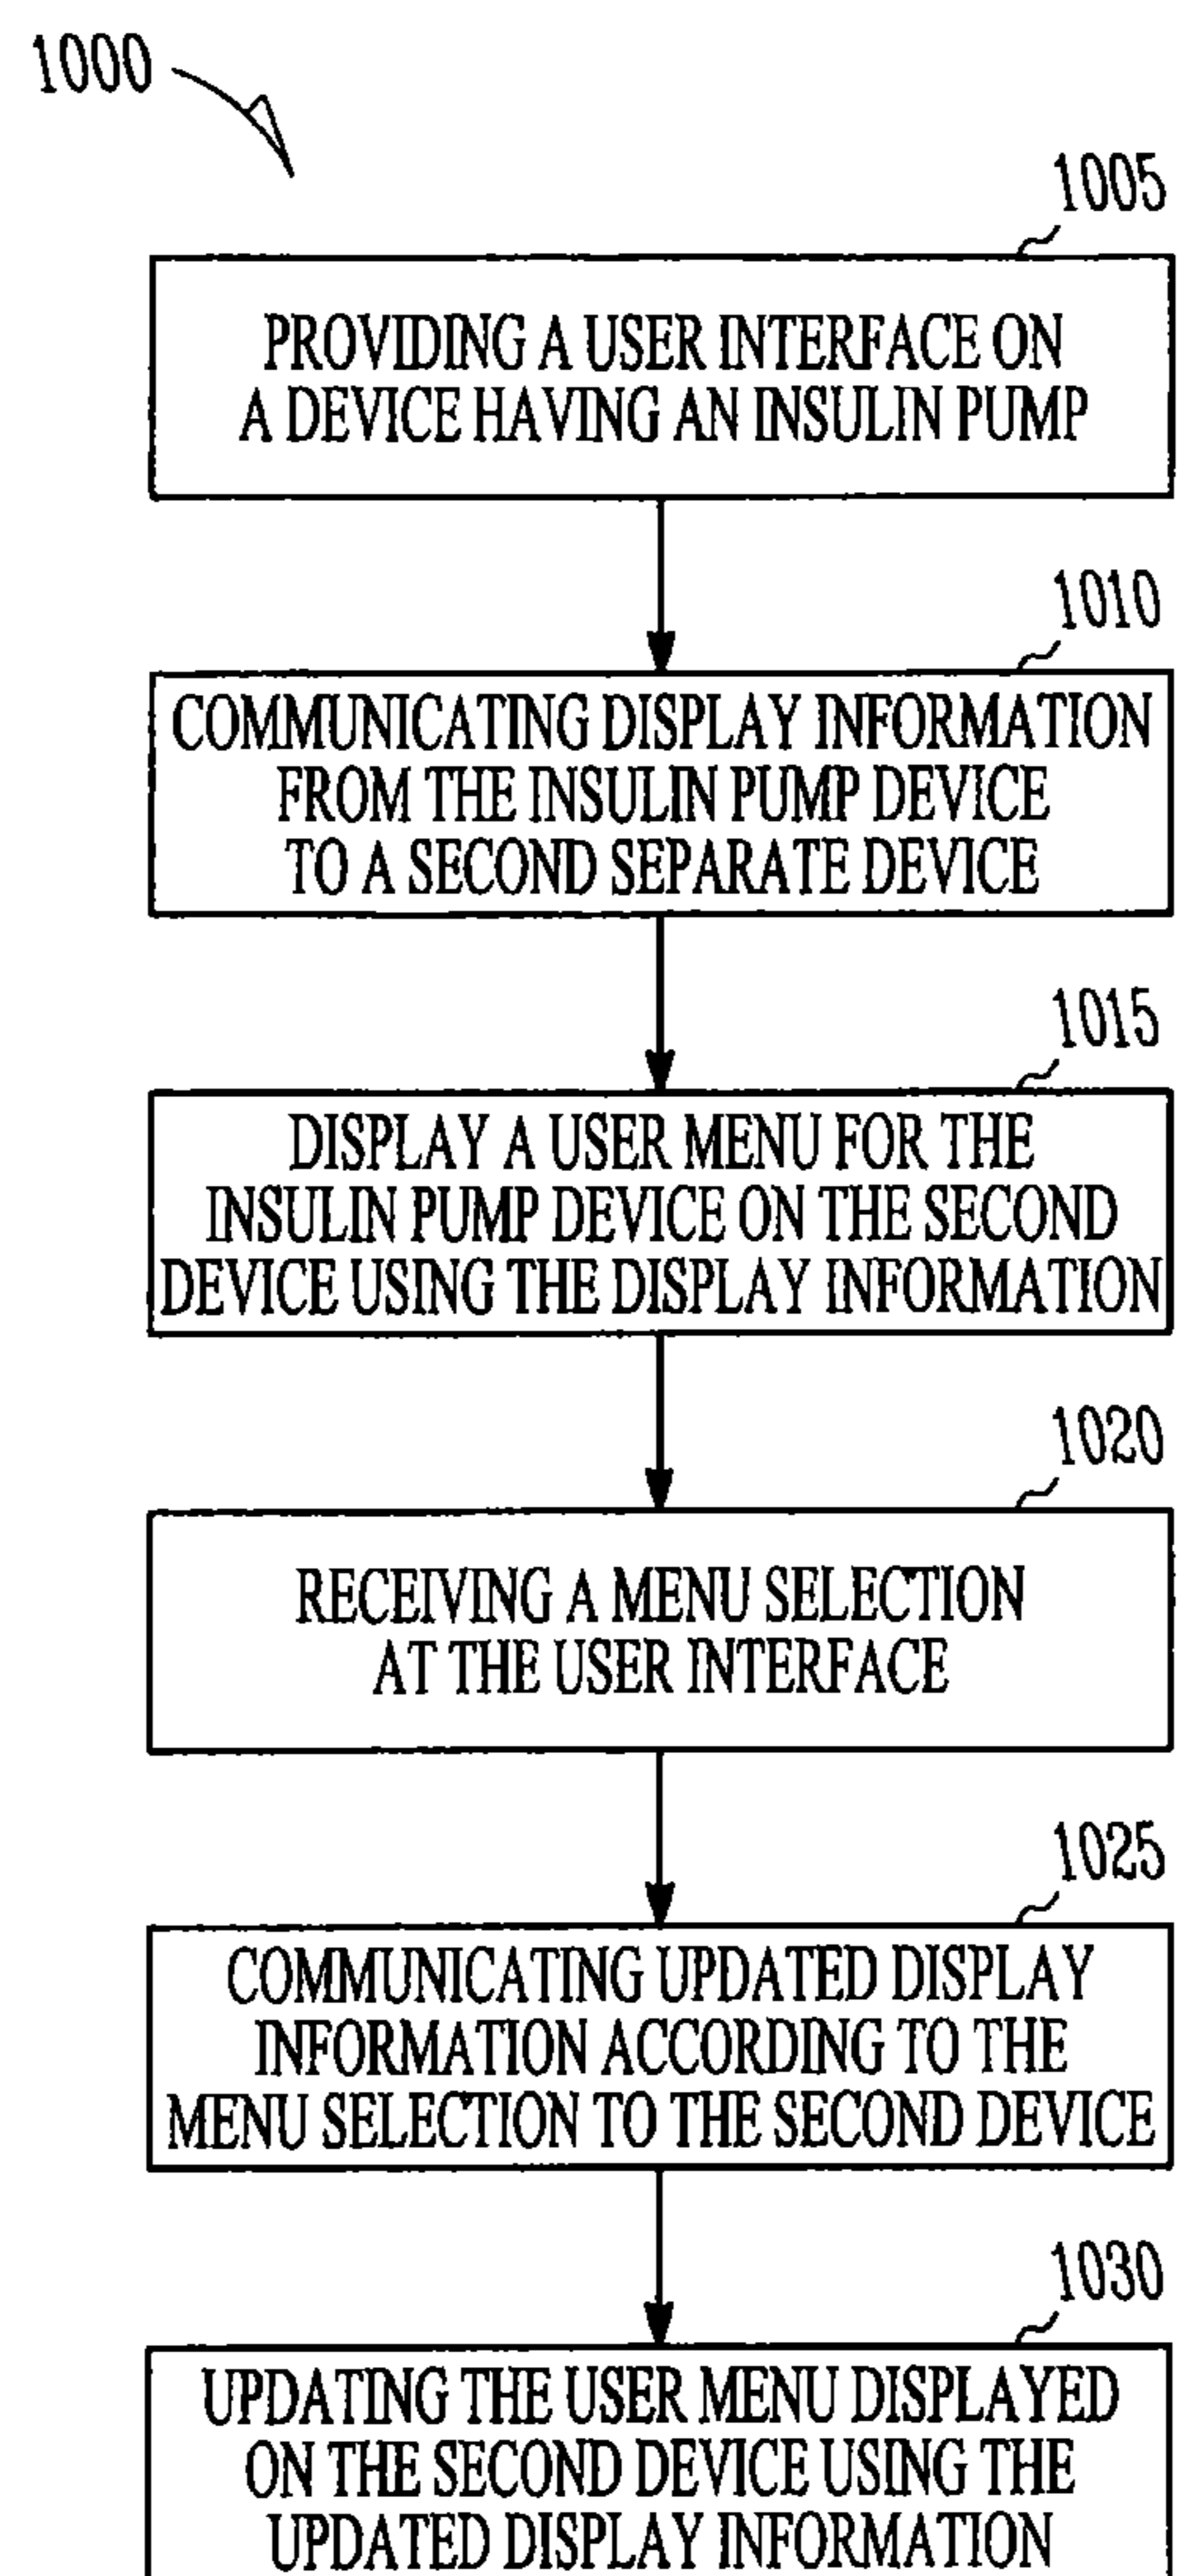 1000
1005
PROVIDING A USER INTERFACE ON
A DEVICE HAVING AN INSULIN PUMP
1010
COMMUNICATING DISPLAY INFORMATION
FROM THE INSULIN PUMP DEVICE
TO A SECOND SEPARATE DEVICE
1015
DISPLAY A USER MENU FOR THE
INSULIN PUMP DEVICE ON THE SECOND
DEVICE USING THE DISPLAY INFORMATION
1020
RECEIVING A MENU SELECTION
AT THE USER INTERFACE
1025
COMMUNICATING UPDATED DISPLAY
INFORMATION ACCORDING TO THE
MENU SELECTION TO THE SECOND DEVICE
1030
UPDATING THE USER MENU DISPLAYED
ON THE SECOND DEVICE USING THE
UPDATED DISPLAY INFORMATION